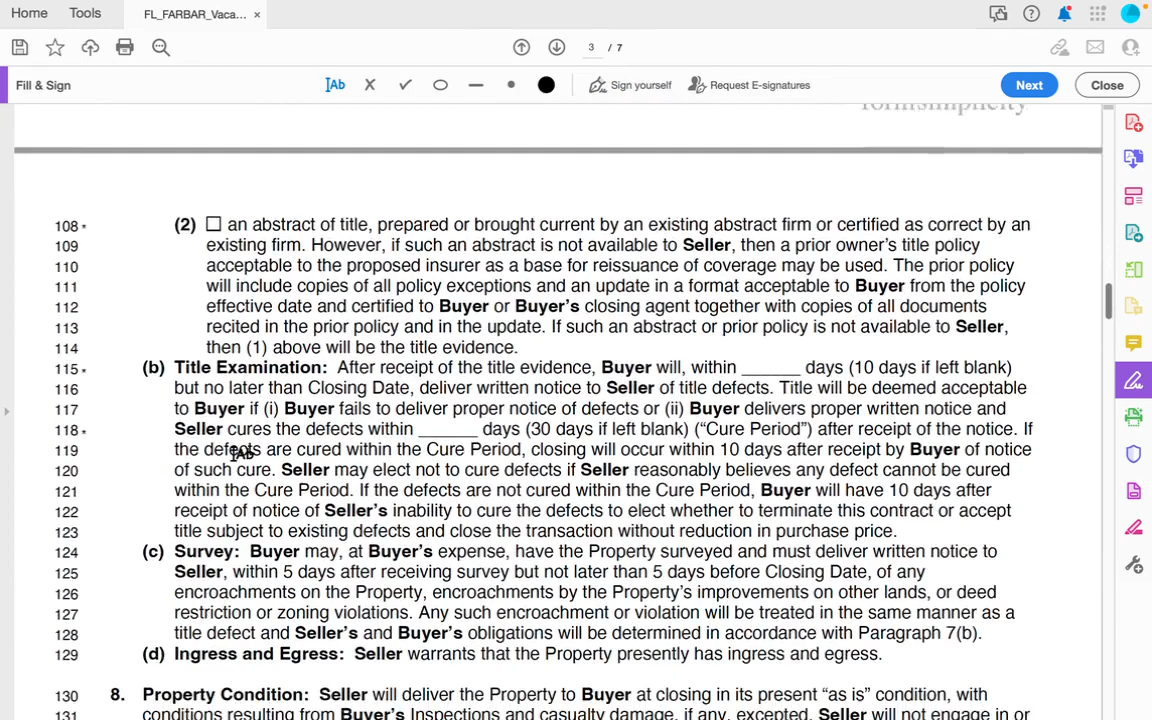 Home Tools FL_FARBAR_Vaca... ×
3 / 7
Fill & Sign Ab Sign yourself Request E-signatures Next Close
formsimplicity
108 * (2) ☐ an abstract of title, prepared or brought current by an existing abstract firm or certified as correct by an
109 existing firm. However, if such an abstract is not available to Seller, then a prior owner's title policy
110 acceptable to the proposed insurer as a base for reissuance of coverage may be used. The prior policy
111 will include copies of all policy exceptions and an update in a format acceptable to Buyer from the policy
112 effective date and certified to Buyer or Buyer's closing agent together with copies of all documents
113 recited in the prior policy and in the update. If such an abstract or prior policy is not available to Seller,
114 then (1) above will be the title evidence.
115 * (b) Title Examination: After receipt of the title evidence, Buyer will, within ______ days (10 days if left blank)
116 but no later than Closing Date, deliver written notice to Seller of title defects. Title will be deemed acceptable
117 to Buyer if (i) Buyer fails to deliver proper notice of defects or (ii) Buyer delivers proper written notice and
118 * Seller cures the defects within ______ days (30 days if left blank) (“Cure Period”) after receipt of the notice. If
119 the defects are cured within the Cure Period, closing will occur within 10 days after receipt by Buyer of notice
120 of such cure. Seller may elect not to cure defects if Seller reasonably believes any defect cannot be cured
121 within the Cure Period. If the defects are not cured within the Cure Period, Buyer will have 10 days after
122 receipt of notice of Seller's inability to cure the defects to elect whether to terminate this contract or accept
123 title subject to existing defects and close the transaction without reduction in purchase price.
124 (c) Survey: Buyer may, at Buyer's expense, have the Property surveyed and must deliver written notice to
125 Seller, within 5 days after receiving survey but not later than 5 days before Closing Date, of any
126 encroachments on the Property, encroachments by the Property's improvements on other lands, or deed
127 restriction or zoning violations. Any such encroachment or violation will be treated in the same manner as a
128 title defect and Seller's and Buyer's obligations will be determined in accordance with Paragraph 7(b).
129 (d) Ingress and Egress: Seller warrants that the Property presently has ingress and egress.
130 8. Property Condition: Seller will deliver the Property to Buyer at closing in its present “as is” condition, with
131 conditions resulting from Buyer's Inspections and casualty damage, if any, excepted. Seller will not engage in or